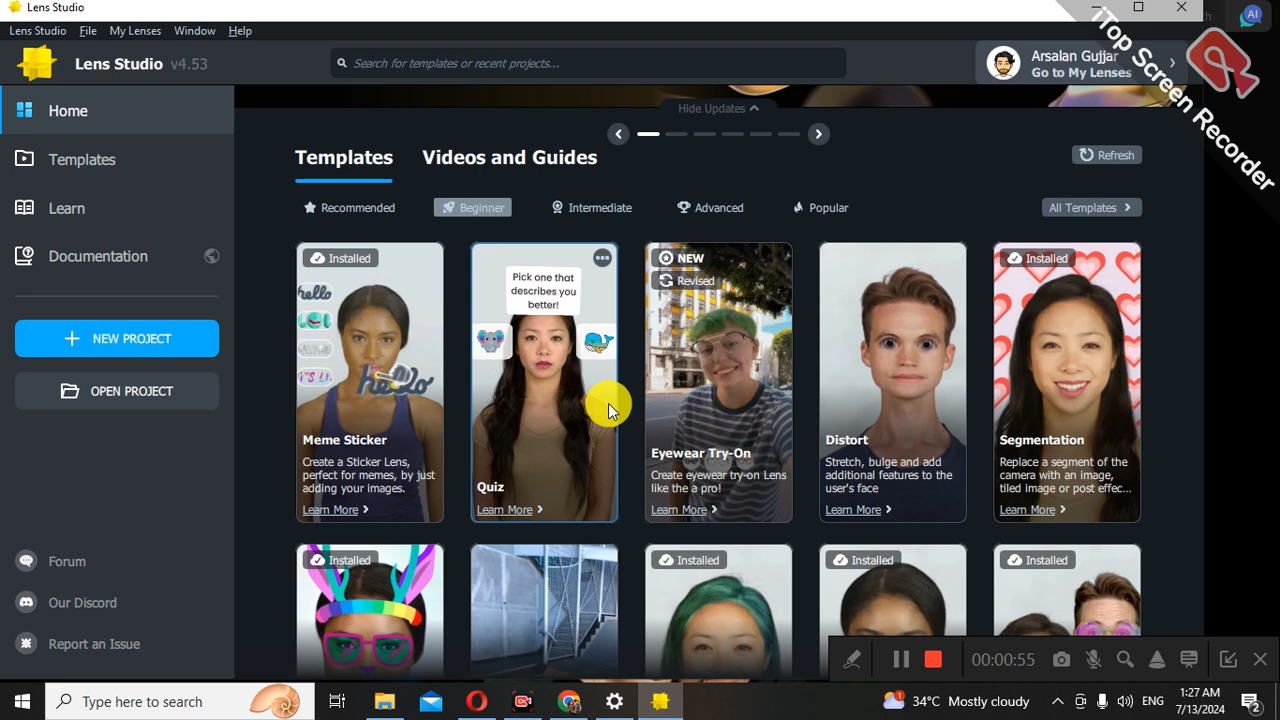 Lens Studio
Lens Studio File My Lenses Window Help
Lens Studio v4.53
Search for templates or recent projects...
Arsalan Gujjar
Go to My Lenses
iTop Screen Recorder
AI
Home
Templates
Learn
Documentation
NEW PROJECT
OPEN PROJECT
Forum
Our Discord
Report an Issue
Hide Updates
Templates Videos and Guides
Refresh
Recommended Beginner Intermediate Advanced Popular
All Templates
Installed
hello
hello
Meme Sticker
Create a Sticker Lens,
perfect for memes, by just
adding your images.
Learn More
Pick one that
describes you
better!
Quiz
Learn More
NEW
Revised
Eyewear Try-On
Create eyewear try-on Lens
like the a pro!
Learn More
Distort
Stretch, bulge and add
additional features to the
user's face
Learn More
Installed
Segmentation
Replace a segment of the
camera with an image,
tiled image or post effec...
Learn More
Installed
Installed
Installed
Installed
00:00:55
Type here to search
34°C Mostly cloudy
ENG
1:27 AM
7/13/2024
2